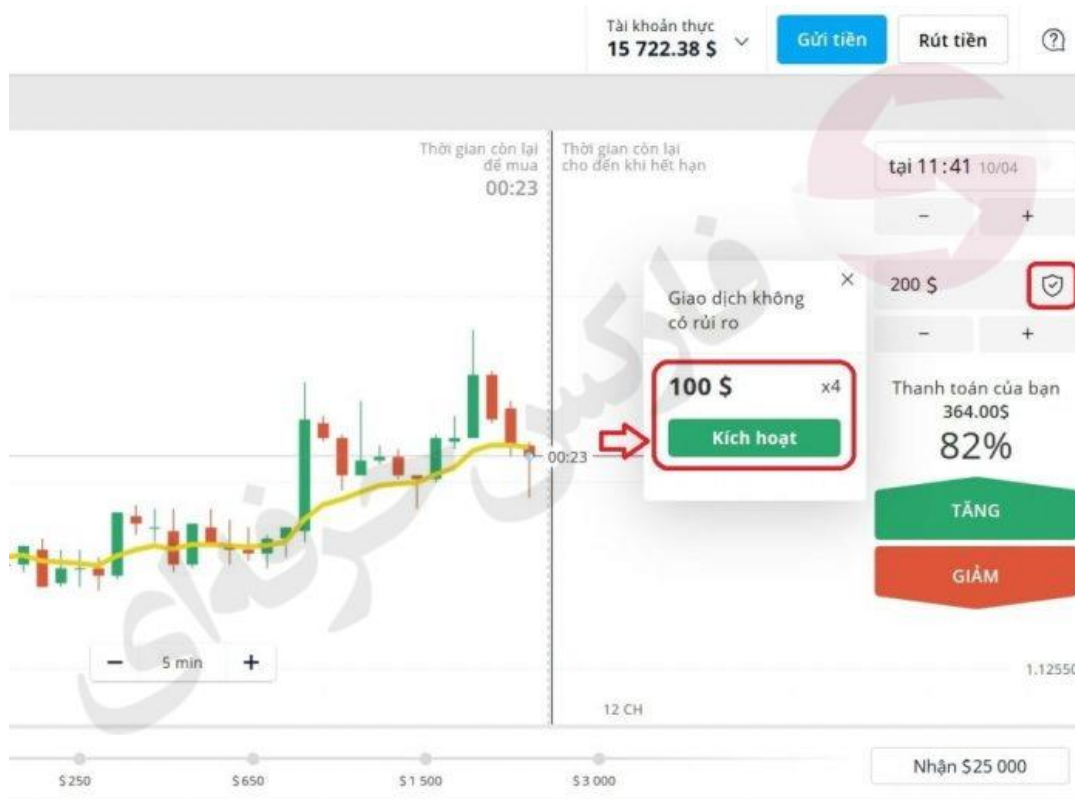 Tài khoản thực
15 722.38 $
Gửi tiền
Rút tiền
Thời gian còn lại
để mua
00:23
Thời gian còn lại
cho đến khi hết hạn
tại 11:41 10/04
- +
Giao dịch không
có rủi ro
×
200 $
- +
100 $ x4
Kích hoạt
Thanh toán của bạn
364.00$
82%
00:23
TĂNG
GIẢM
فارکس حرفه‌ای
- 5 min +
1.12550
12 CH
$250 $650 $1 500 $3 000
Nhận $25 000